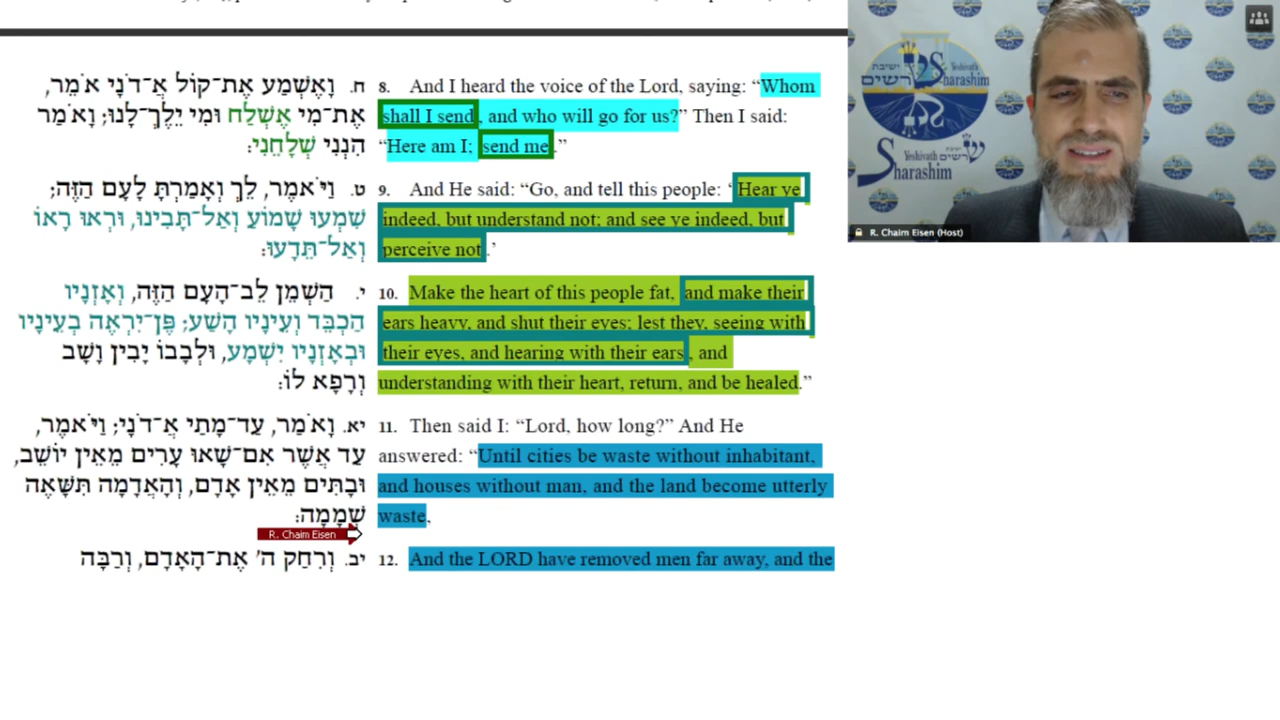 ח. וָאֶשְׁמַע אֶת־קוֹל אֲ־דֹנָי אֹמֵר,
אֶת־מִי אֶשְׁלַח וּמִי יֵלֶךְ־לָנוּ; וָאֹמַר
הִנְנִי שְׁלָחֵנִי:
8. And I heard the voice of the Lord, saying: “Whom
shall I send, and who will go for us?” Then I said:
“Here am I; send me.”
ט. וַיֹּאמֶר, לֵךְ וְאָמַרְתָּ לָעָם הַזֶּה;
שִׁמְעוּ שָׁמוֹעַ וְאַל־תָּבִינוּ, וּרְאוּ רָאוֹ
וְאַל־תֵּדָעוּ:
9. And He said: “Go, and tell this people: ‘Hear ye
indeed, but understand not; and see ye indeed, but
perceive not.’
י. הַשְׁמֵן לֵב־הָעָם הַזֶּה, וְאָזְנָיו
הַכְבֵּד וְעֵינָיו הָשַׁע; פֶּן־יִרְאֶה בְעֵינָיו
וּבְאָזְנָיו יִשְׁמָע, וּלְבָבוֹ יָבִין וָשָׁב
וְרָפָא לוֹ:
10. Make the heart of this people fat, and make their
ears heavy, and shut their eyes; lest they, seeing with
their eyes, and hearing with their ears, and
understanding with their heart, return, and be healed.”
יא. וָאֹמַר, עַד־מָתַי אֲ־דֹנָי; וַיֹּאמֶר,
עַד אֲשֶׁר אִם־שָׁאוּ עָרִים מֵאֵין יוֹשֵׁב,
וּבָתִּים מֵאֵין אָדָם, וְהָאֲדָמָה תִּשָּׁאֶה
שְׁמָמָה:
11. Then said I: “Lord, how long?” And He
answered: “Until cities be waste without inhabitant,
and houses without man, and the land become utterly
waste,
R. Chaim Eisen
יב. וְרִחַק ה' אֶת־הָאָדָם, וְרַבָּה
12. And the LORD have removed men far away, and the
ישיבת
שרשים
Yeshivath
Sharashim
ישיבת
שרשים
Yeshivath
Sharashim
R. Chaim Eisen (Host)